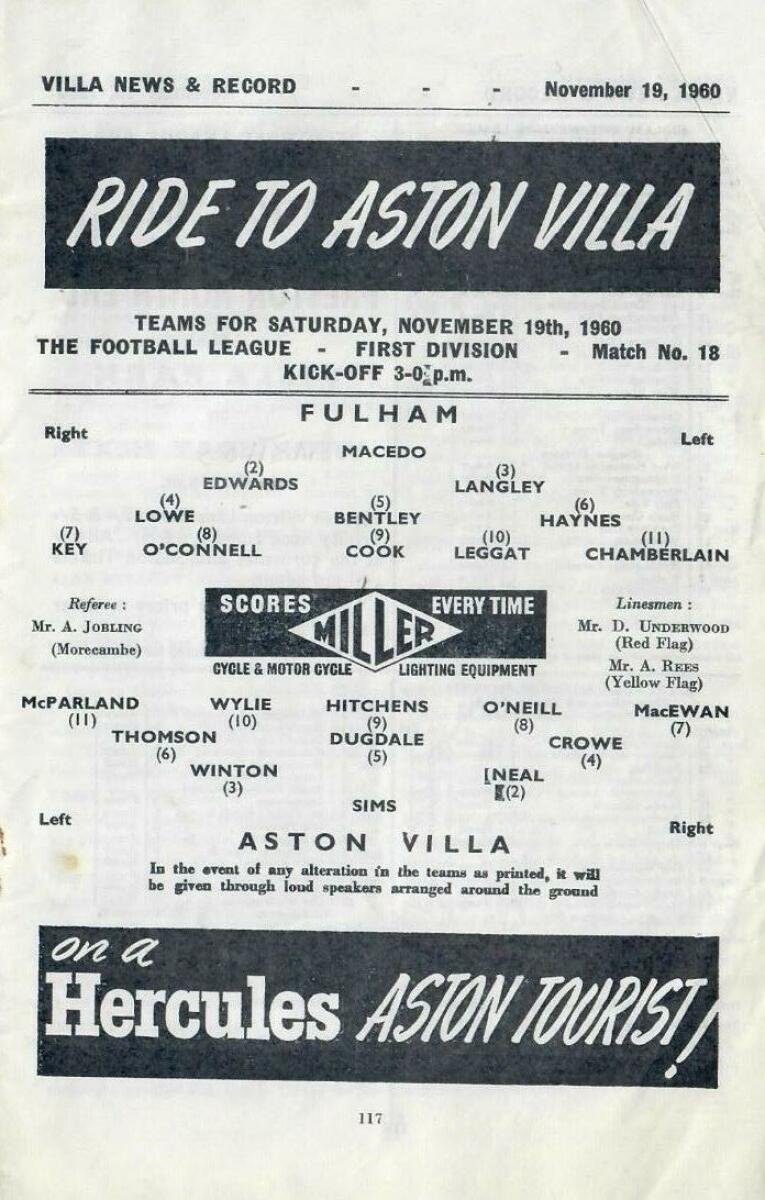 VILLA NEWS & RECORD - - - November 19, 1960
RIDE TO ASTON VILLA
TEAMS FOR SATURDAY, NOVEMBER 19th, 1960
THE FOOTBALL LEAGUE - FIRST DIVISION - Match No. 18
KICK-OFF 3-0 p.m.
FULHAM
Right Left
MACEDO
(2) (3)
EDWARDS LANGLEY
(4) (5) (6)
LOWE BENTLEY HAYNES
(7) (8) (9) (10) (11)
KEY O'CONNELL COOK LEGGAT CHAMBERLAIN
Referee :
Mr. A. JOBLING
(Morecambe)
SCORES EVERY TIME
MILLER
CYCLE & MOTOR CYCLE LIGHTING EQUIPMENT
Linesmen :
Mr. D. UNDERWOOD
(Red Flag)
Mr. A. REES
(Yellow Flag)
McPARLAND WYLIE HITCHENS O'NEILL MacEWAN
(11) (10) (9) (8) (7)
THOMSON DUGDALE CROWE
(6) (5) (4)
WINTON NEAL
(3) (2)
SIMS
Left Right
ASTON VILLA
In the event of any alteration in the teams as printed, it will
be given through loud speakers arranged around the ground
on a
Hercules ASTON TOURIST!
117